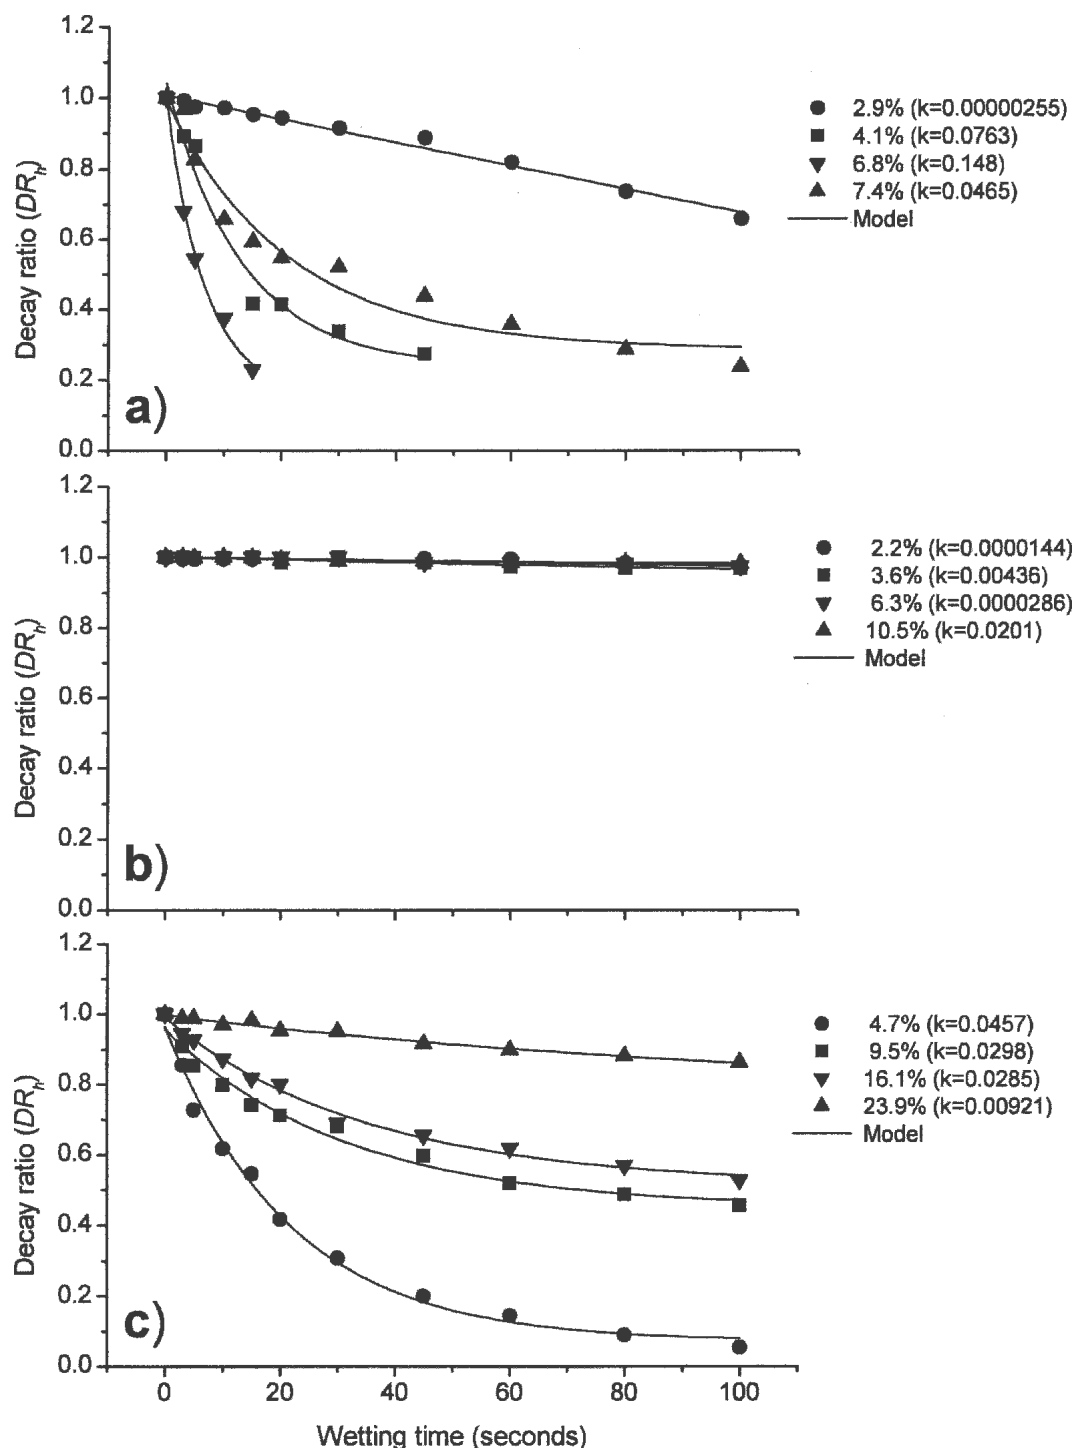 1.2
1.0
0.8
0.6
0.4
0.2
0.0
Decay ratio (DRh)
a)
2.9% (k=0.00000255)
4.1% (k=0.0763)
6.8% (k=0.148)
7.4% (k=0.0465)
Model
1.2
1.0
0.8
0.6
0.4
0.2
0.0
Decay ratio (DRh)
b)
2.2% (k=0.0000144)
3.6% (k=0.00436)
6.3% (k=0.0000286)
10.5% (k=0.0201)
Model
1.2
1.0
0.8
0.6
0.4
0.2
0.0
Decay ratio (DRh)
c)
4.7% (k=0.0457)
9.5% (k=0.0298)
16.1% (k=0.0285)
23.9% (k=0.00921)
Model
0 20 40 60 80 100
Wetting time (seconds)